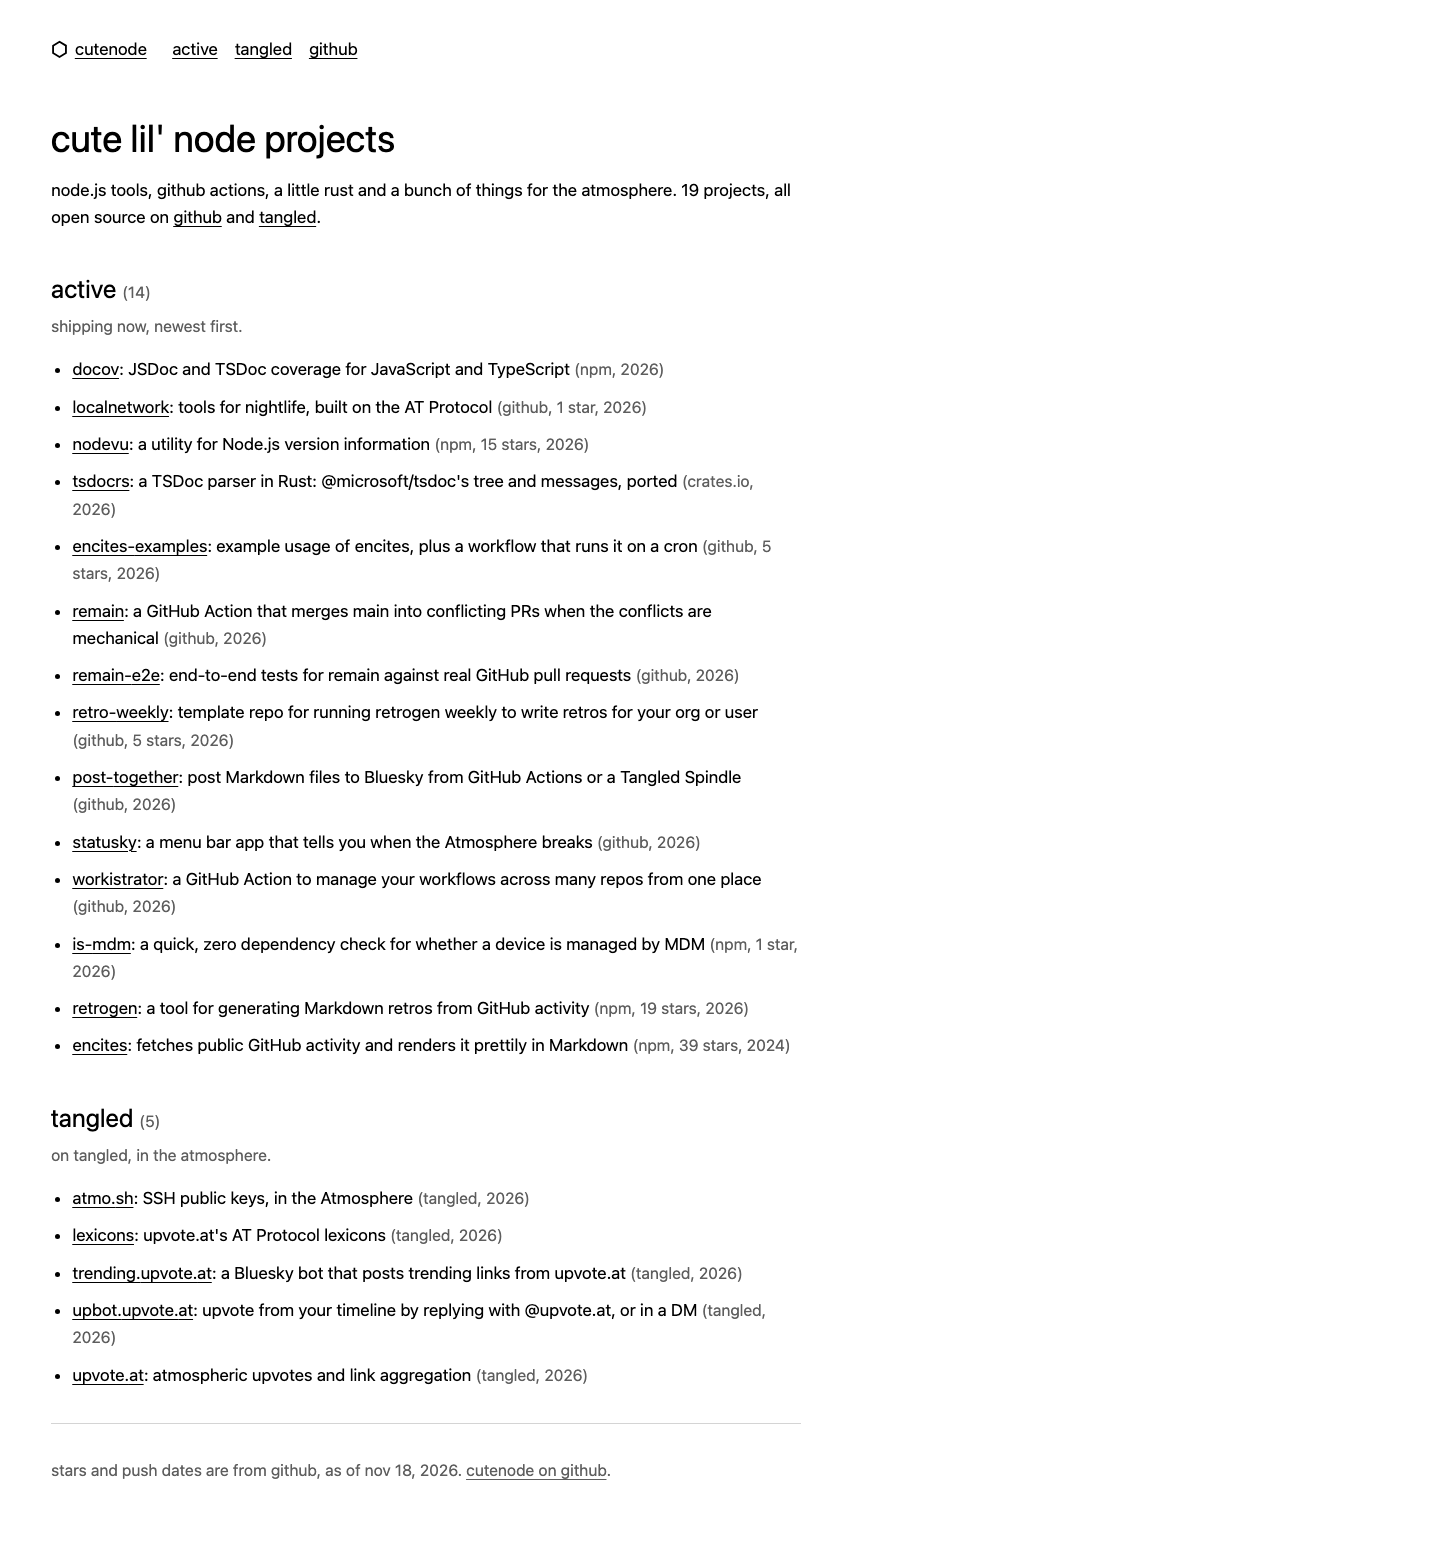 cutenode active tangled github
cute lil' node projects
node.js tools, github actions, a little rust and a bunch of things for the atmosphere. 19 projects, all
open source on github and tangled.
active (14)
shipping now, newest first.
docov: JSDoc and TSDoc coverage for JavaScript and TypeScript (npm, 2026)
localnetwork: tools for nightlife, built on the AT Protocol (github, 1 star, 2026)
nodevu: a utility for Node.js version information (npm, 15 stars, 2026)
tsdocrs: a TSDoc parser in Rust: @microsoft/tsdoc's tree and messages, ported (crates.io,
2026)
encites-examples: example usage of encites, plus a workflow that runs it on a cron (github, 5
stars, 2026)
remain: a GitHub Action that merges main into conflicting PRs when the conflicts are
mechanical (github, 2026)
remain-e2e: end-to-end tests for remain against real GitHub pull requests (github, 2026)
retro-weekly: template repo for running retrogen weekly to write retros for your org or user
(github, 5 stars, 2026)
post-together: post Markdown files to Bluesky from GitHub Actions or a Tangled Spindle
(github, 2026)
statusky: a menu bar app that tells you when the Atmosphere breaks (github, 2026)
workistrator: a GitHub Action to manage your workflows across many repos from one place
(github, 2026)
is-mdm: a quick, zero dependency check for whether a device is managed by MDM (npm, 1 star,
2026)
retrogen: a tool for generating Markdown retros from GitHub activity (npm, 19 stars, 2026)
encites: fetches public GitHub activity and renders it prettily in Markdown (npm, 39 stars, 2024)
tangled (5)
on tangled, in the atmosphere.
atmo.sh: SSH public keys, in the Atmosphere (tangled, 2026)
lexicons: upvote.at's AT Protocol lexicons (tangled, 2026)
trending.upvote.at: a Bluesky bot that posts trending links from upvote.at (tangled, 2026)
upbot.upvote.at: upvote from your timeline by replying with @upvote.at, or in a DM (tangled,
2026)
upvote.at: atmospheric upvotes and link aggregation (tangled, 2026)
stars and push dates are from github, as of nov 18, 2026. cutenode on github.